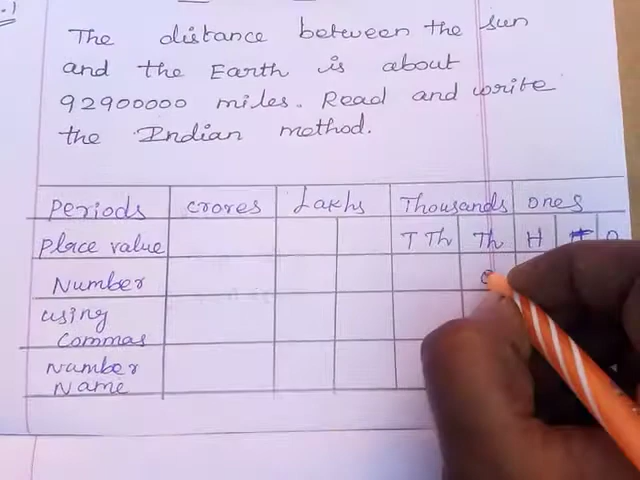 The distance between the sun
and the Earth is about
92900000 miles. Read and write
the Indian method.
Periods Crores Lakhs Thousands Ones
Place value T Th Th H T O
Number 0
using
Commas
Number
Name